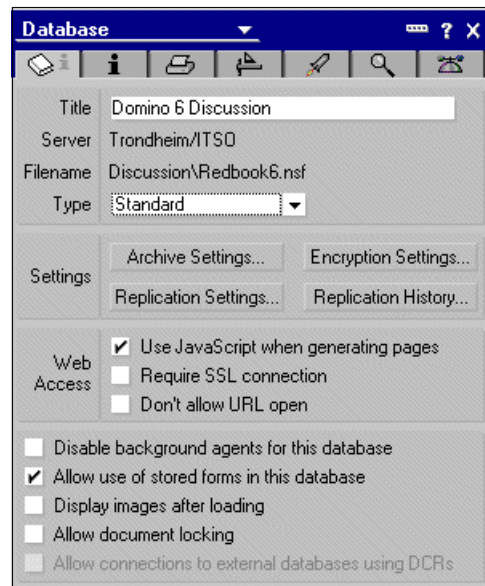 Database
? X
i i
Title Domino 6 Discussion
Server Trondheim/ITSO
Filename Discussion\Redbook6.nsf
Type Standard
Settings
Archive Settings... Encryption Settings...
Replication Settings... Replication History...
Web Access
Use JavaScript when generating pages
Require SSL connection
Don't allow URL open
Disable background agents for this database
Allow use of stored forms in this database
Display images after loading
Allow document locking
Allow connections to external databases using DCRs